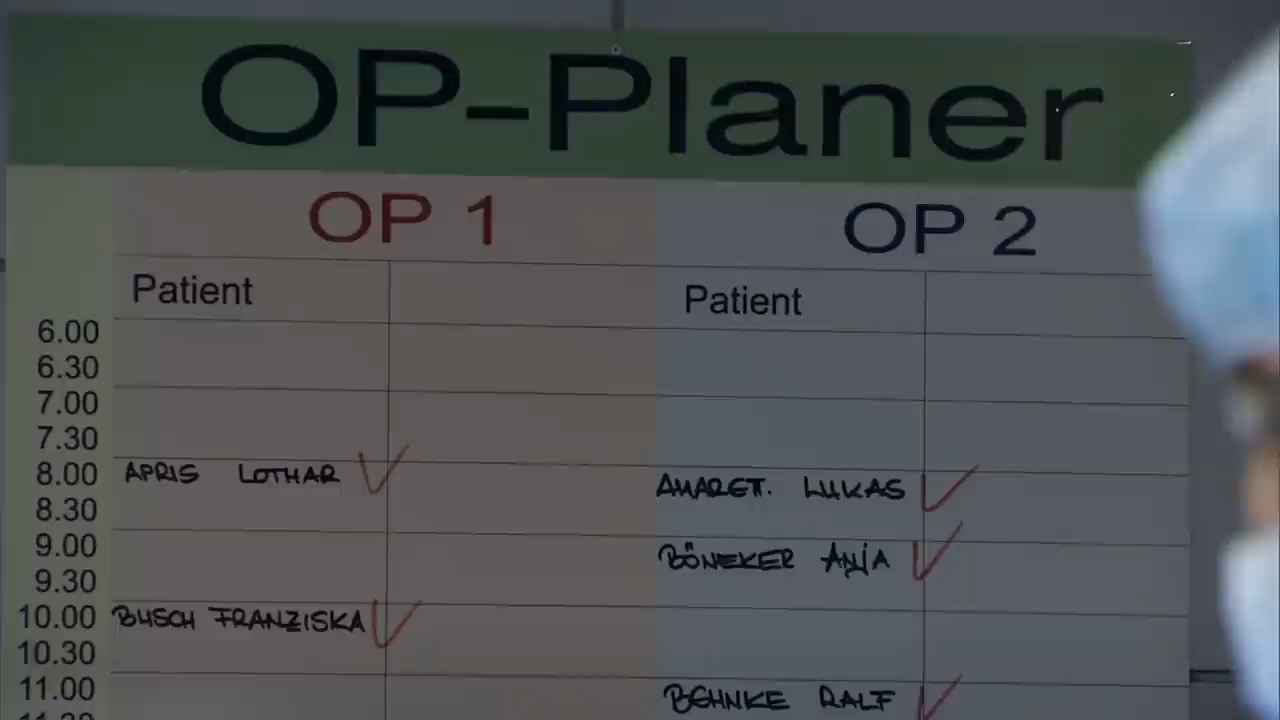 OP-Planer
OP 1 OP 2
Patient Patient
6.00
6.30
7.00
7.30
8.00 APRIS LOTHAR AMARET. LUKAS
8.30
9.00 BÖNEKER ANJA
9.30
10.00 BUSCH FRANZISKA
10.30
11.00 BEHNKE RALF
11.30